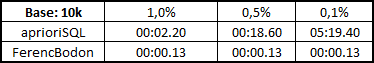 Base: 10k 1,0% 0,5% 0,1%
aprioriSQL 00:02.20 00:18.60 05:19.40
FerencBodon 00:00.13 00:00.13 00:00.13